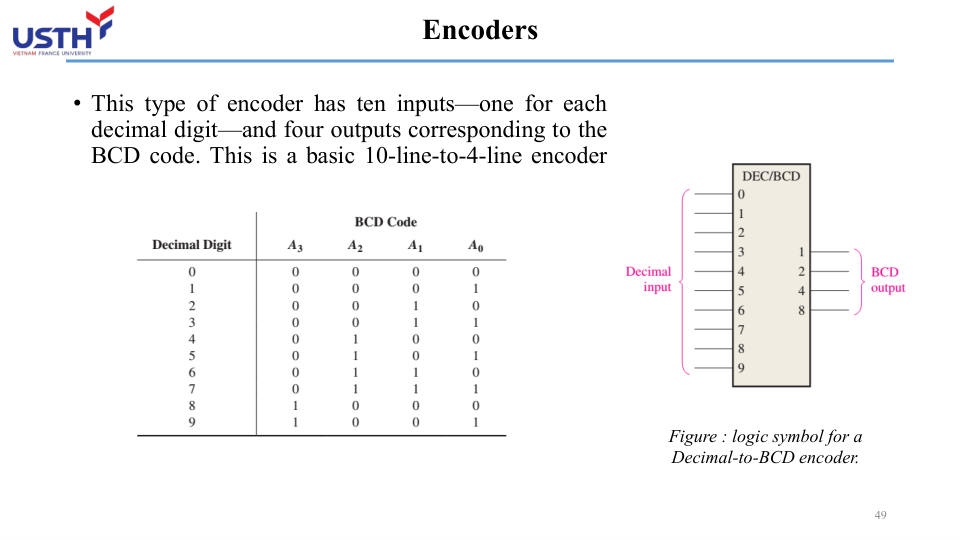 USTH
VIETNAM FRANCE UNIVERSITY
Encoders
• This type of encoder has ten inputs—one for each
decimal digit—and four outputs corresponding to the
BCD code. This is a basic 10-line-to-4-line encoder
BCD Code
Decimal Digit A3 A2 A1 A0
0 0 0 0 0
1 0 0 0 1
2 0 0 1 0
3 0 0 1 1
4 0 1 0 0
5 0 1 0 1
6 0 1 1 0
7 0 1 1 1
8 1 0 0 0
9 1 0 0 1
DEC/BCD
0
1
2
3 1
4 2
5 4
6 8
7
8
9
Decimal
input
BCD
output
Figure : logic symbol for a
Decimal-to-BCD encoder.
49